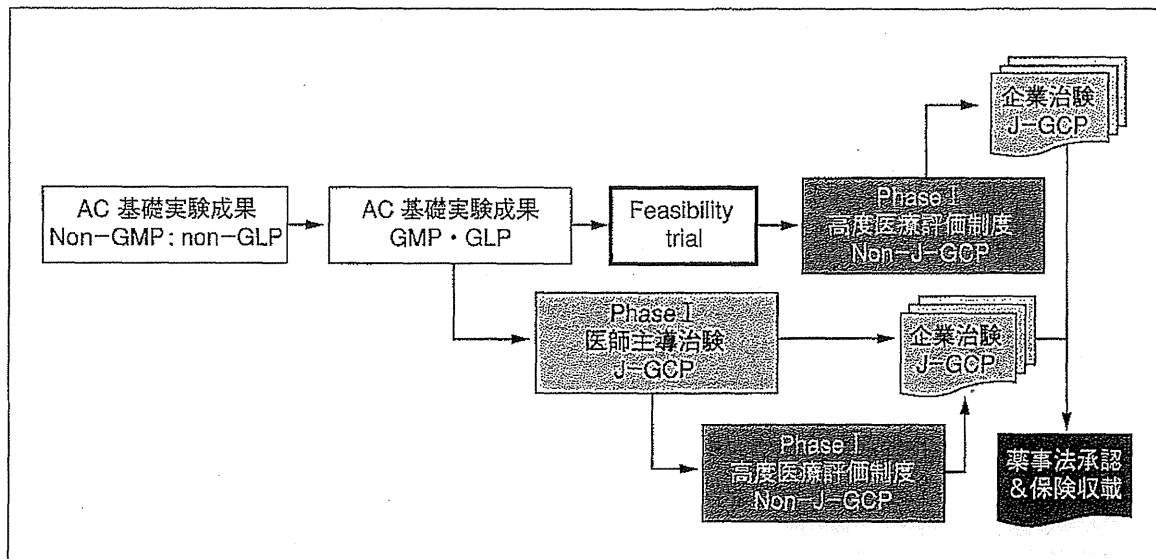 企業治験
J-GCP
AC 基礎実験成果
Non-GMP: non-GLP
AC 基礎実験成果
GMP・GLP
Feasibility
trial
Phase I
高度医療評価制度
Non-J-GCP
Phase I
医師主導治験
J-GCP
企業治験
J-GCP
Phase I
高度医療評価制度
Non-J-GCP
薬事法承認
&保険収載